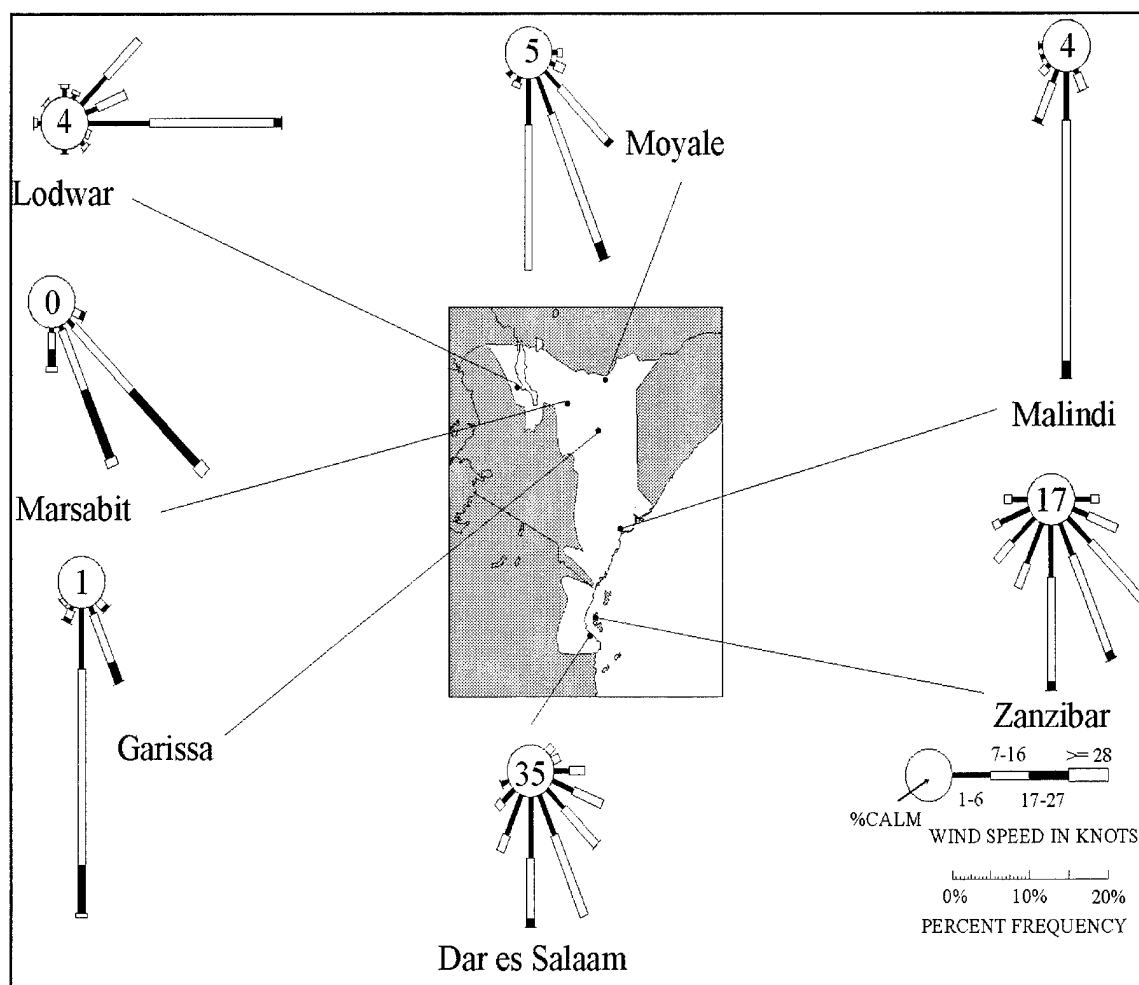 4
5
4
Moyale
Lodwar
0
Malindi
Marsabit
17
1
Garissa
Zanzibar
35
7-16 >= 28
1-6 17-27
%CALM
WIND SPEED IN KNOTS
0% 10% 20%
PERCENT FREQUENCY
Dar es Salaam